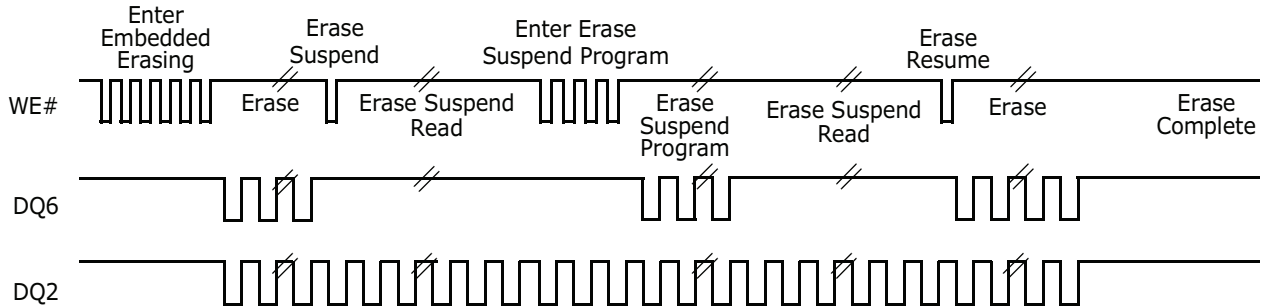 Enter
Embedded
Erasing
Erase
Suspend
Enter Erase
Suspend Program
Erase
Resume
WE#
Erase
Erase Suspend
Read
Erase
Suspend
Program
Erase Suspend
Read
Erase
Erase
Complete
DQ6
DQ2